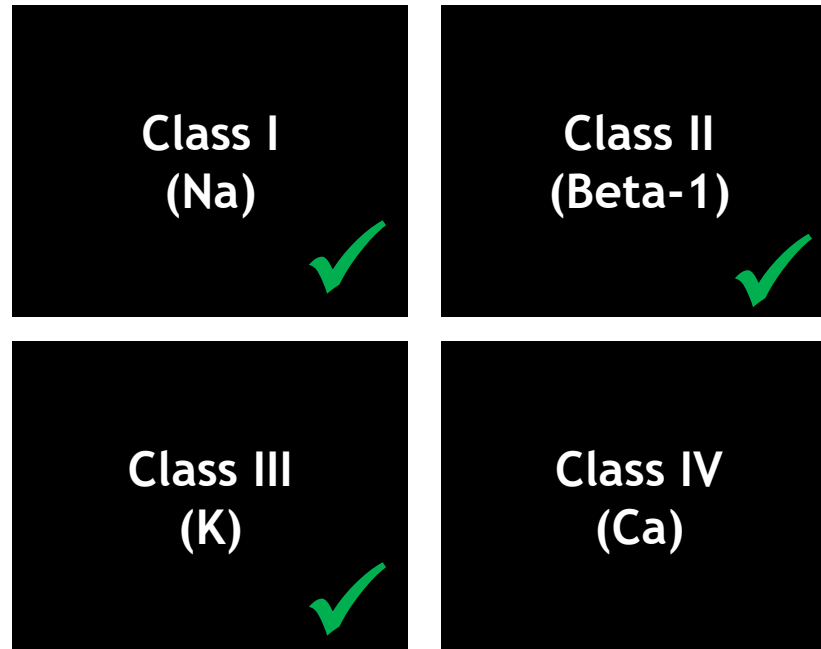 Class I
(Na)
Class II
(Beta-1)
Class III
(K)
Class IV
(Ca)